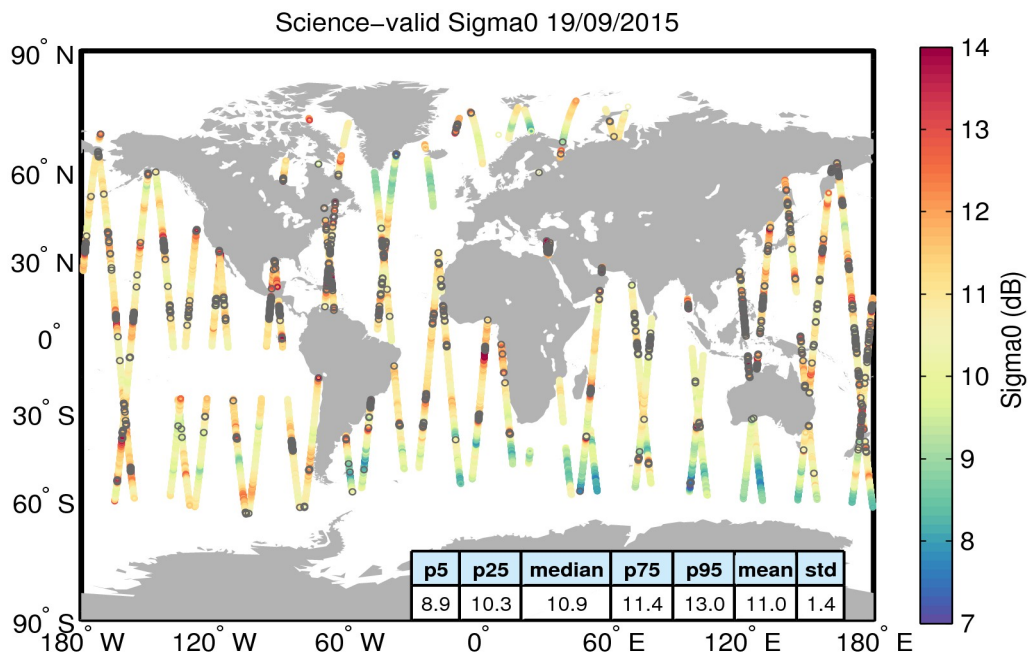 Science−valid Sigma0 19/09/2015
90° N
60° N
30° N
0°
30° S
60° S
90° S
180° W 120° W 60° W 0° 60° E 120° E 180° E
p5 p25 median p75 p95 mean std
8.9 10.3 10.9 11.4 13.0 11.0 1.4
14
13
12
11
10
9
8
7
Sigma0 (dB)